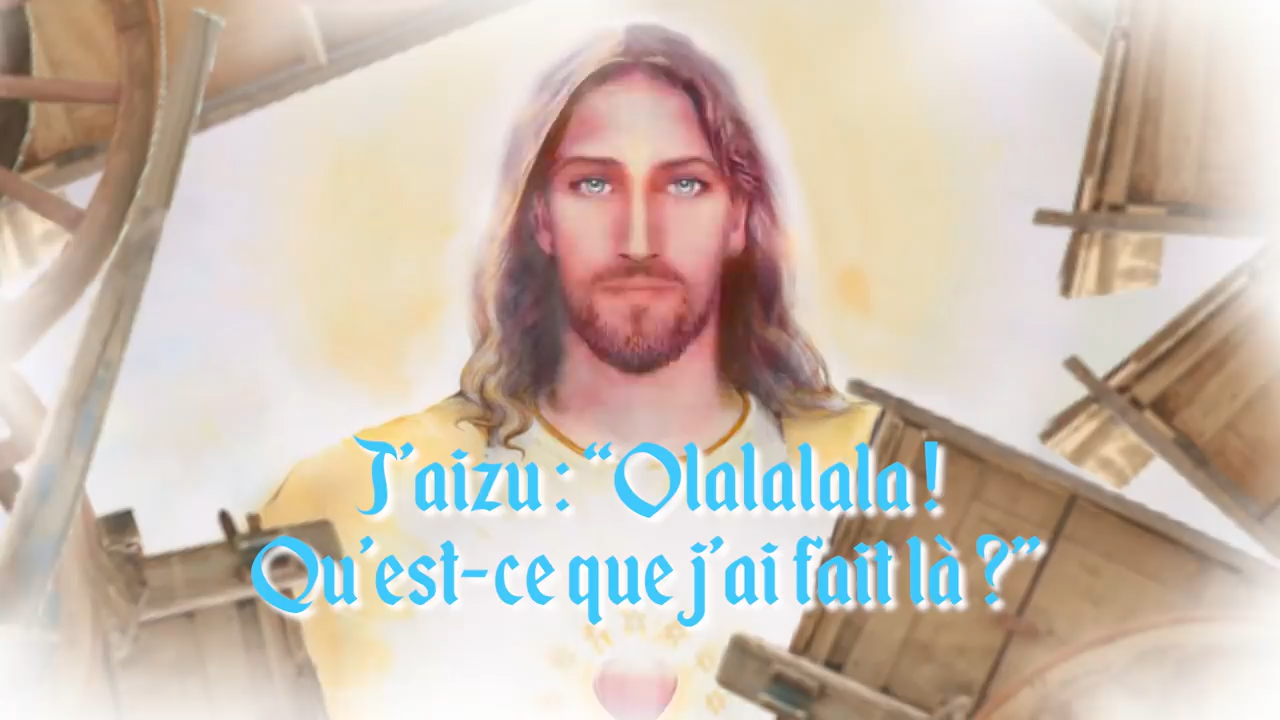 J'aizu : “Olalalala !
Qu'est-ce que j'ai fait là ?”